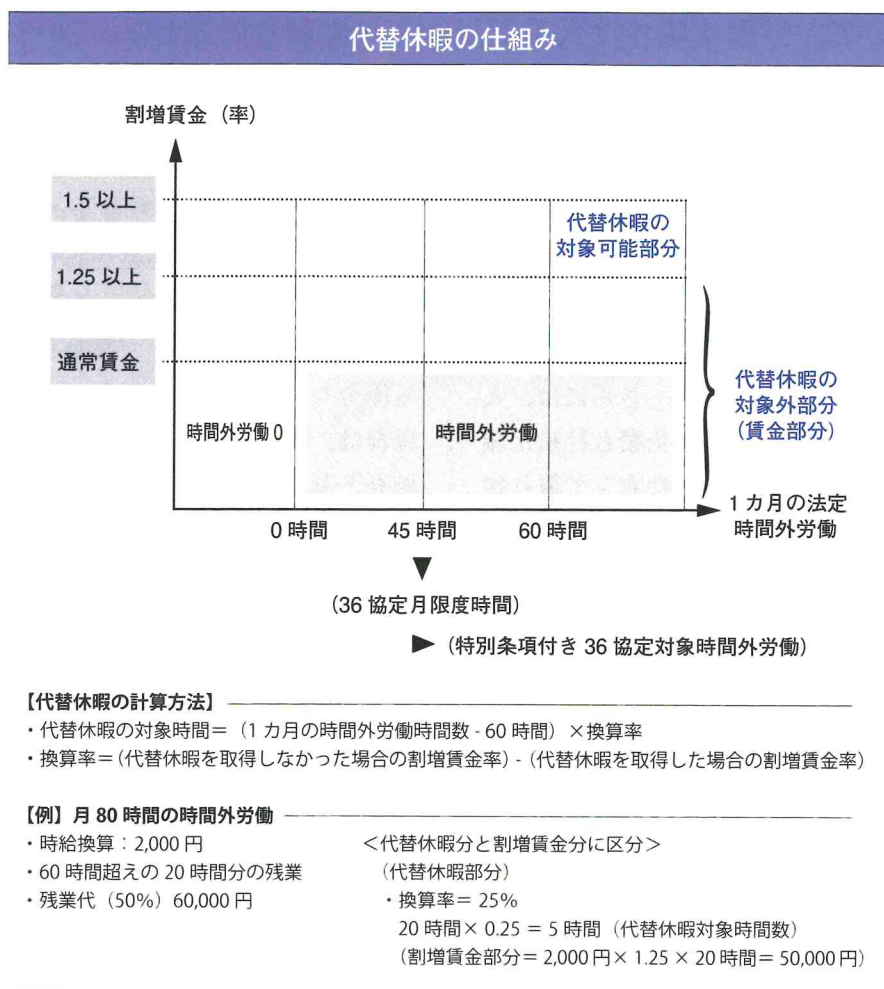 代替休暇の仕組み
割増賃金（率）
1.5 以上
代替休暇の
対象可能部分
1.25 以上
通常賃金
代替休暇の
対象外部分
(賃金部分)
時間外労働 0
時間外労働
0 時間
45 時間
60 時間
1 カ月の法定
時間外労働
(36 協定月限度時間)
(特別条項付き 36 協定対象時間外労働)
【代替休暇の計算方法】
・代替休暇の対象時間＝（1 カ月の時間外労働時間数 - 60 時間）×換算率
・換算率＝(代替休暇を取得しなかった場合の割増賃金率) - (代替休暇を取得した場合の割増賃金率)
【例】月 80 時間の時間外労働
・時給換算：2,000 円
・60 時間超えの 20 時間分の残業
・残業代（50%）60,000 円
＜代替休暇分と割増賃金分に区分＞
（代替休暇部分）
・換算率＝ 25%
20 時間× 0.25 = 5 時間（代替休暇対象時間数）
（割増賃金部分＝ 2,000 円× 1.25 × 20 時間＝ 50,000 円）